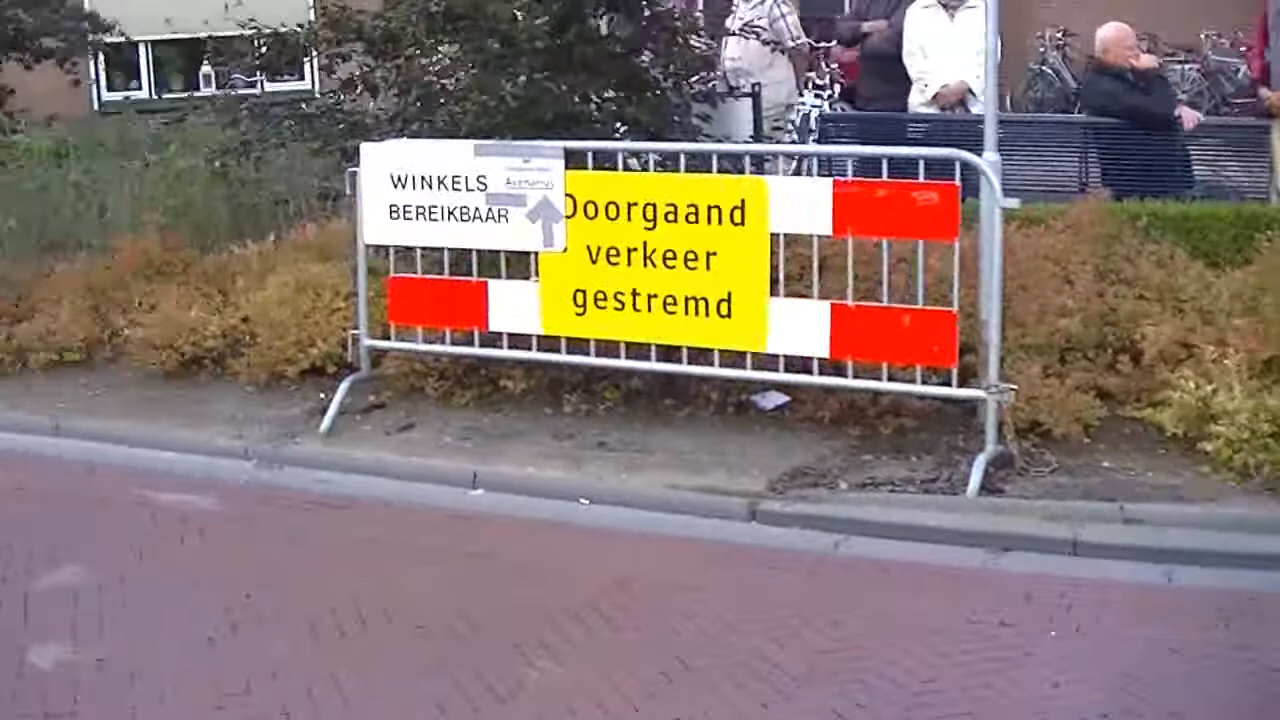 WINKELS
BEREIKBAAR
Doorgaand
verkeer
gestremd